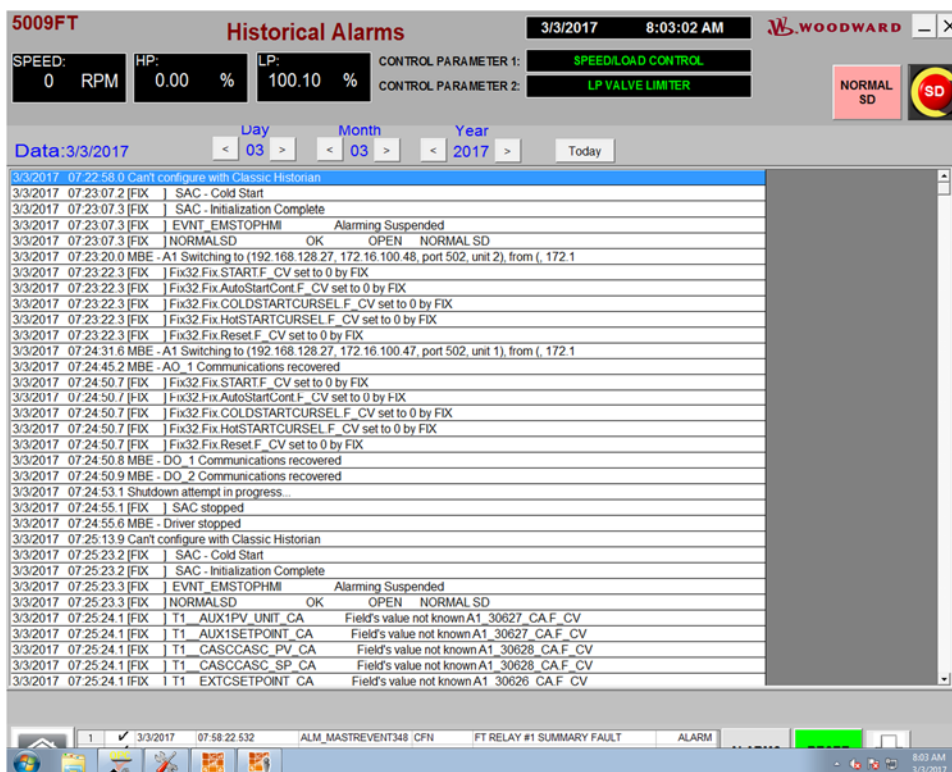 5009FT
Historical Alarms
3/3/2017 8:03:02 AM
WOODWARD
SPEED:
0 RPM
HP:
0.00 %
LP:
100.10 %
CONTROL PARAMETER 1: SPEED/LOAD CONTROL
CONTROL PARAMETER 2: LP VALVE LIMITER
NORMAL
SD
SD
Day Month Year
Data:3/3/2017 < 03 > < 03 > < 2017 > Today
3/3/2017 07:22:58.0 Can't configure with Classic Historian
3/3/2017 07:23:07.2 [FIX ] SAC - Cold Start
3/3/2017 07:23:07.3 [FIX ] SAC - Initialization Complete
3/3/2017 07:23:07.3 [FIX ] EVNT_EMSTOPHMI Alarming Suspended
3/3/2017 07:23:07.3 [FIX ] NORMALSD OK OPEN NORMAL SD
3/3/2017 07:23:20.0 MBE - A1 Switching to (192.168.128.27, 172.16.100.48, port 502, unit 2), from (, 172.1
3/3/2017 07:23:22.3 [FIX ] Fix32.Fix.START.F_CV set to 0 by FIX
3/3/2017 07:23:22.3 [FIX ] Fix32.Fix.AutoStartCont.F_CV set to 0 by FIX
3/3/2017 07:23:22.3 [FIX ] Fix32.Fix.COLDSTARTCURSEL.F_CV set to 0 by FIX
3/3/2017 07:23:22.3 [FIX ] Fix32.Fix.HotSTARTCURSEL.F_CV set to 0 by FIX
3/3/2017 07:23:22.3 [FIX ] Fix32.Fix.Reset.F_CV set to 0 by FIX
3/3/2017 07:24:31.6 MBE - A1 Switching to (192.168.128.27, 172.16.100.47, port 502, unit 1), from (, 172.1
3/3/2017 07:24:45.2 MBE - AO_1 Communications recovered
3/3/2017 07:24:50.7 [FIX ] Fix32.Fix.START.F_CV set to 0 by FIX
3/3/2017 07:24:50.7 [FIX ] Fix32.Fix.AutoStartCont.F_CV set to 0 by FIX
3/3/2017 07:24:50.7 [FIX ] Fix32.Fix.COLDSTARTCURSEL.F_CV set to 0 by FIX
3/3/2017 07:24:50.7 [FIX ] Fix32.Fix.HotSTARTCURSEL.F_CV set to 0 by FIX
3/3/2017 07:24:50.7 [FIX ] Fix32.Fix.Reset.F_CV set to 0 by FIX
3/3/2017 07:24:50.8 MBE - DO_1 Communications recovered
3/3/2017 07:24:50.9 MBE - DO_2 Communications recovered
3/3/2017 07:24:53.1 Shutdown attempt in progress...
3/3/2017 07:24:55.1 [FIX ] SAC stopped
3/3/2017 07:24:55.6 MBE - Driver stopped
3/3/2017 07:25:13.9 Can't configure with Classic Historian
3/3/2017 07:25:23.2 [FIX ] SAC - Cold Start
3/3/2017 07:25:23.2 [FIX ] SAC - Initialization Complete
3/3/2017 07:25:23.3 [FIX ] EVNT_EMSTOPHMI Alarming Suspended
3/3/2017 07:25:23.3 [FIX ] NORMALSD OK OPEN NORMAL SD
3/3/2017 07:25:24.1 [FIX ] T1__AUX1PV_UNIT_CA Field's value not known A1_30627_CA.F_CV
3/3/2017 07:25:24.1 [FIX ] T1__AUX1SETPOINT_CA Field's value not known A1_30627_CA.F_CV
3/3/2017 07:25:24.1 [FIX ] T1__CASCCASC_PV_CA Field's value not known A1_30628_CA.F_CV
3/3/2017 07:25:24.1 [FIX ] T1__CASCCASC_SP_CA Field's value not known A1_30628_CA.F_CV
3/3/2017 07:25:24.1 [FIX ] T1__EXTCSETPOINT_CA Field's value not known A1_30626_CA.F_CV
1 ✓ 3/3/2017 07:58:22.532 ALM_MASTREVENT348 CFN FT RELAY #1 SUMMARY FAULT ALARM
8:03 AM
3/3/2017